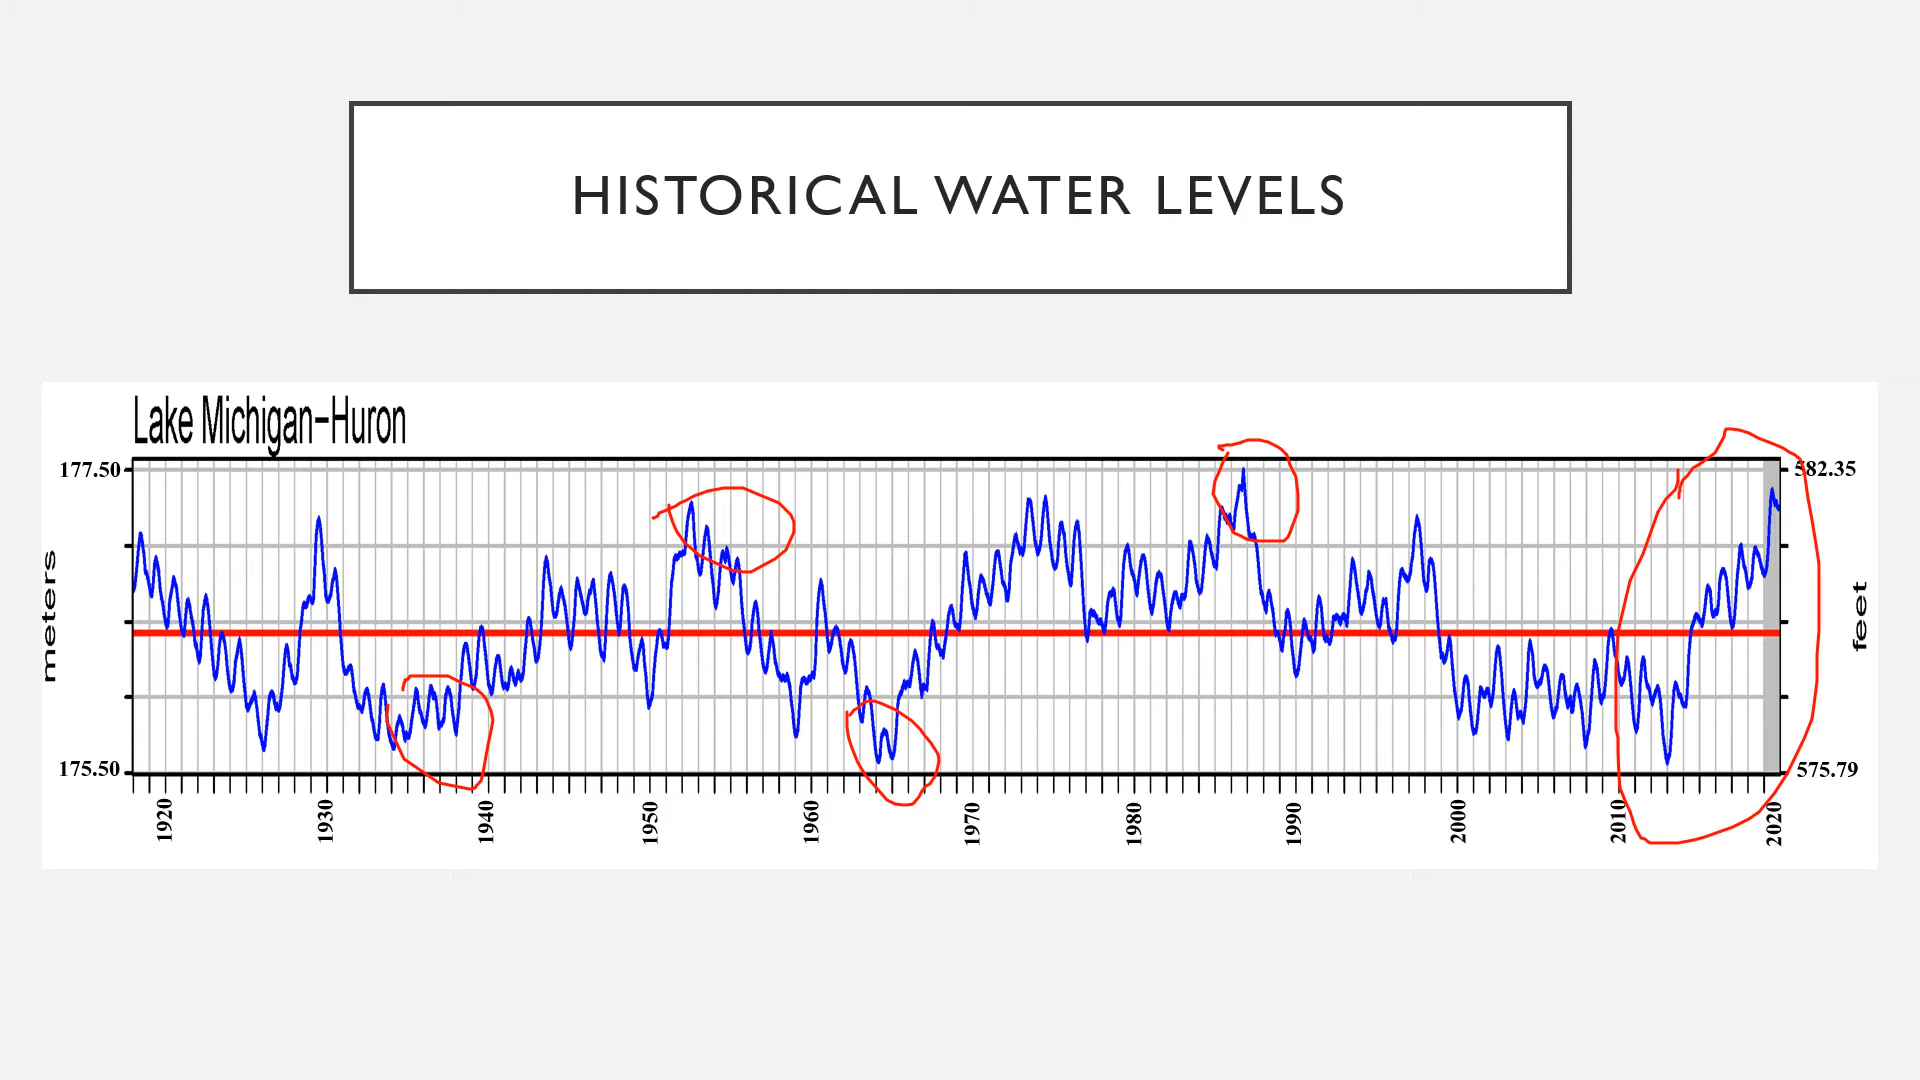 HISTORICAL WATER LEVELS
Lake Michigan-Huron
177.50
582.35
meters
feet
175.50
575.79
1920 1930 1940 1950 1960 1970 1980 1990 2000 2010 2020